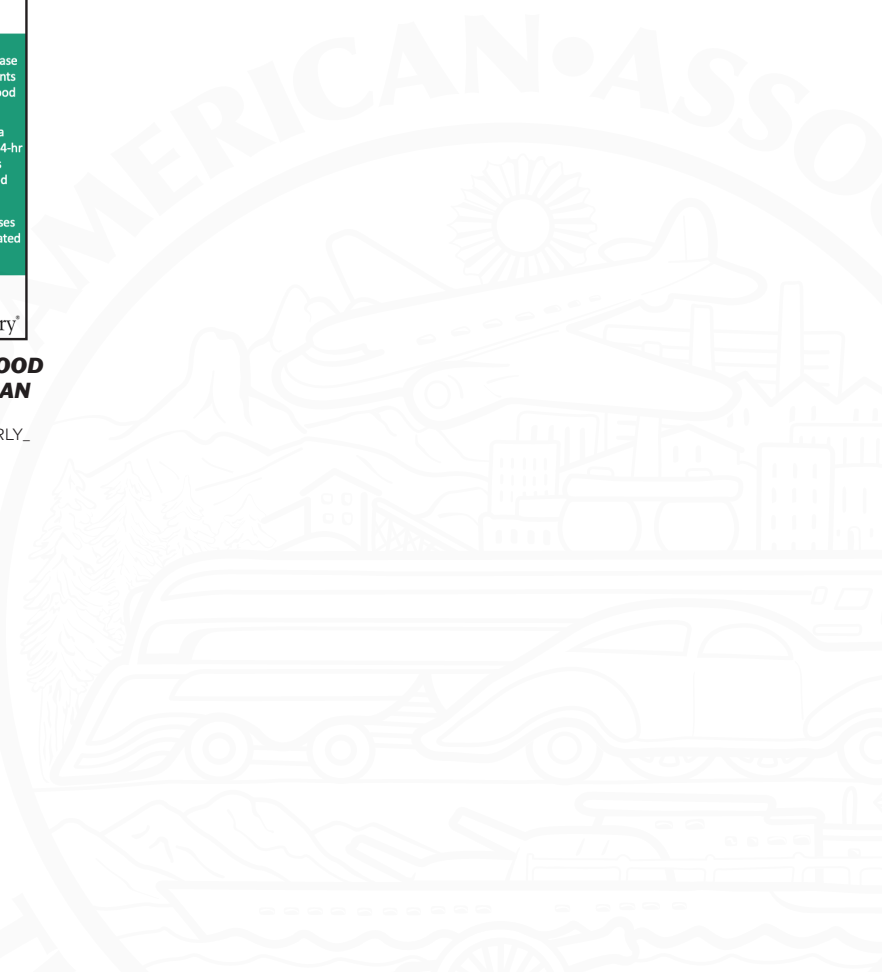 ase
nts
ood
a
4-hr
s
d
ses
ated
ry®
OOD
AN
RLY_
AMERICAN•ASSO